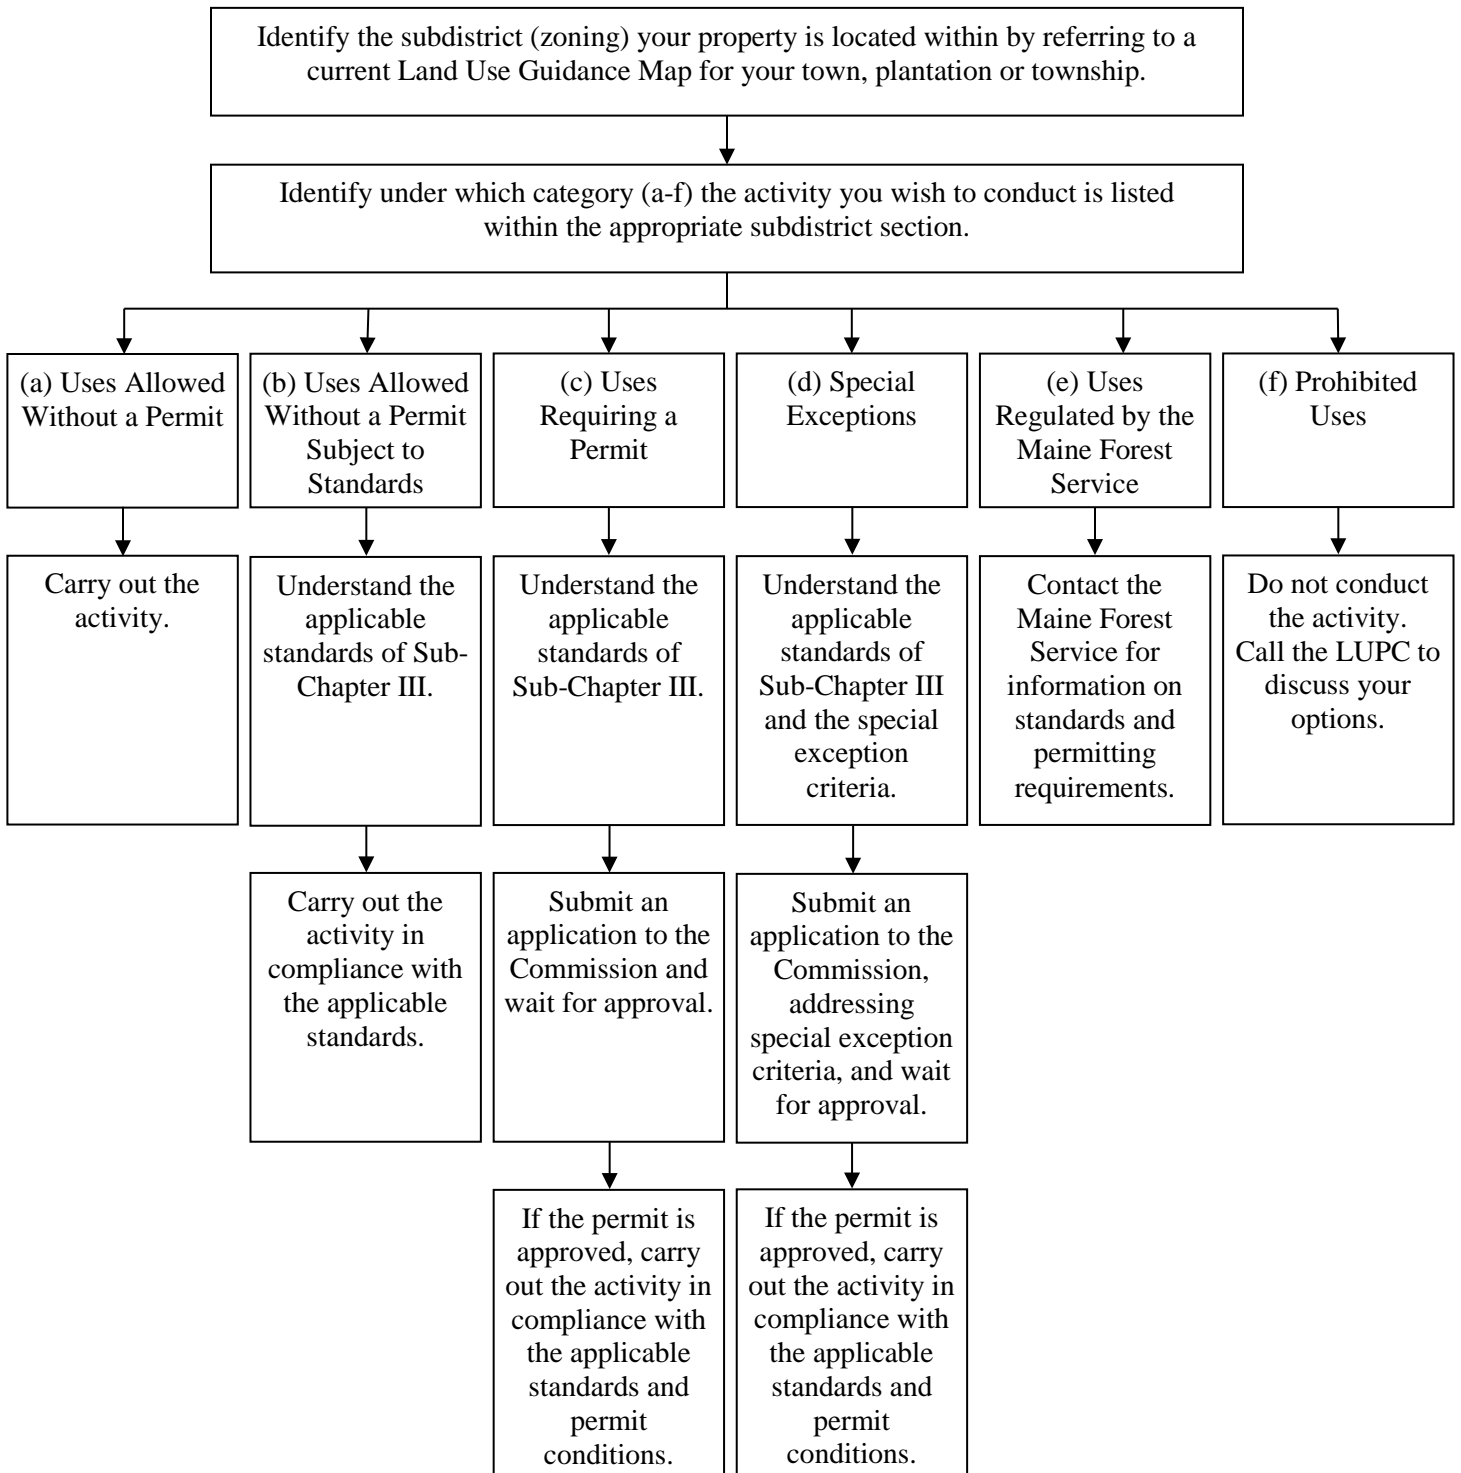 Identify the subdistrict (zoning) your property is located within by referring to a
current Land Use Guidance Map for your town, plantation or township.
Identify under which category (a-f) the activity you wish to conduct is listed
within the appropriate subdistrict section.
(a) Uses Allowed
Without a Permit
(b) Uses Allowed
Without a Permit
Subject to
Standards
(c) Uses
Requiring a
Permit
(d) Special
Exceptions
(e) Uses
Regulated by the
Maine Forest
Service
(f) Prohibited
Uses
Carry out the
activity.
Understand the
applicable
standards of Sub-
Chapter III.
Understand the
applicable
standards of
Sub-Chapter III.
Understand the
applicable
standards of
Sub-Chapter III
and the special
exception
criteria.
Contact the
Maine Forest
Service for
information on
standards and
permitting
requirements.
Do not conduct
the activity.
Call the LUPC to
discuss your
options.
Carry out the
activity in
compliance with
the applicable
standards.
Submit an
application to the
Commission and
wait for approval.
Submit an
application to the
Commission,
addressing
special exception
criteria, and wait
for approval.
If the permit is
approved, carry
out the activity in
compliance with
the applicable
standards and
permit
conditions.
If the permit is
approved, carry
out the activity in
compliance with
the applicable
standards and
permit
conditions.